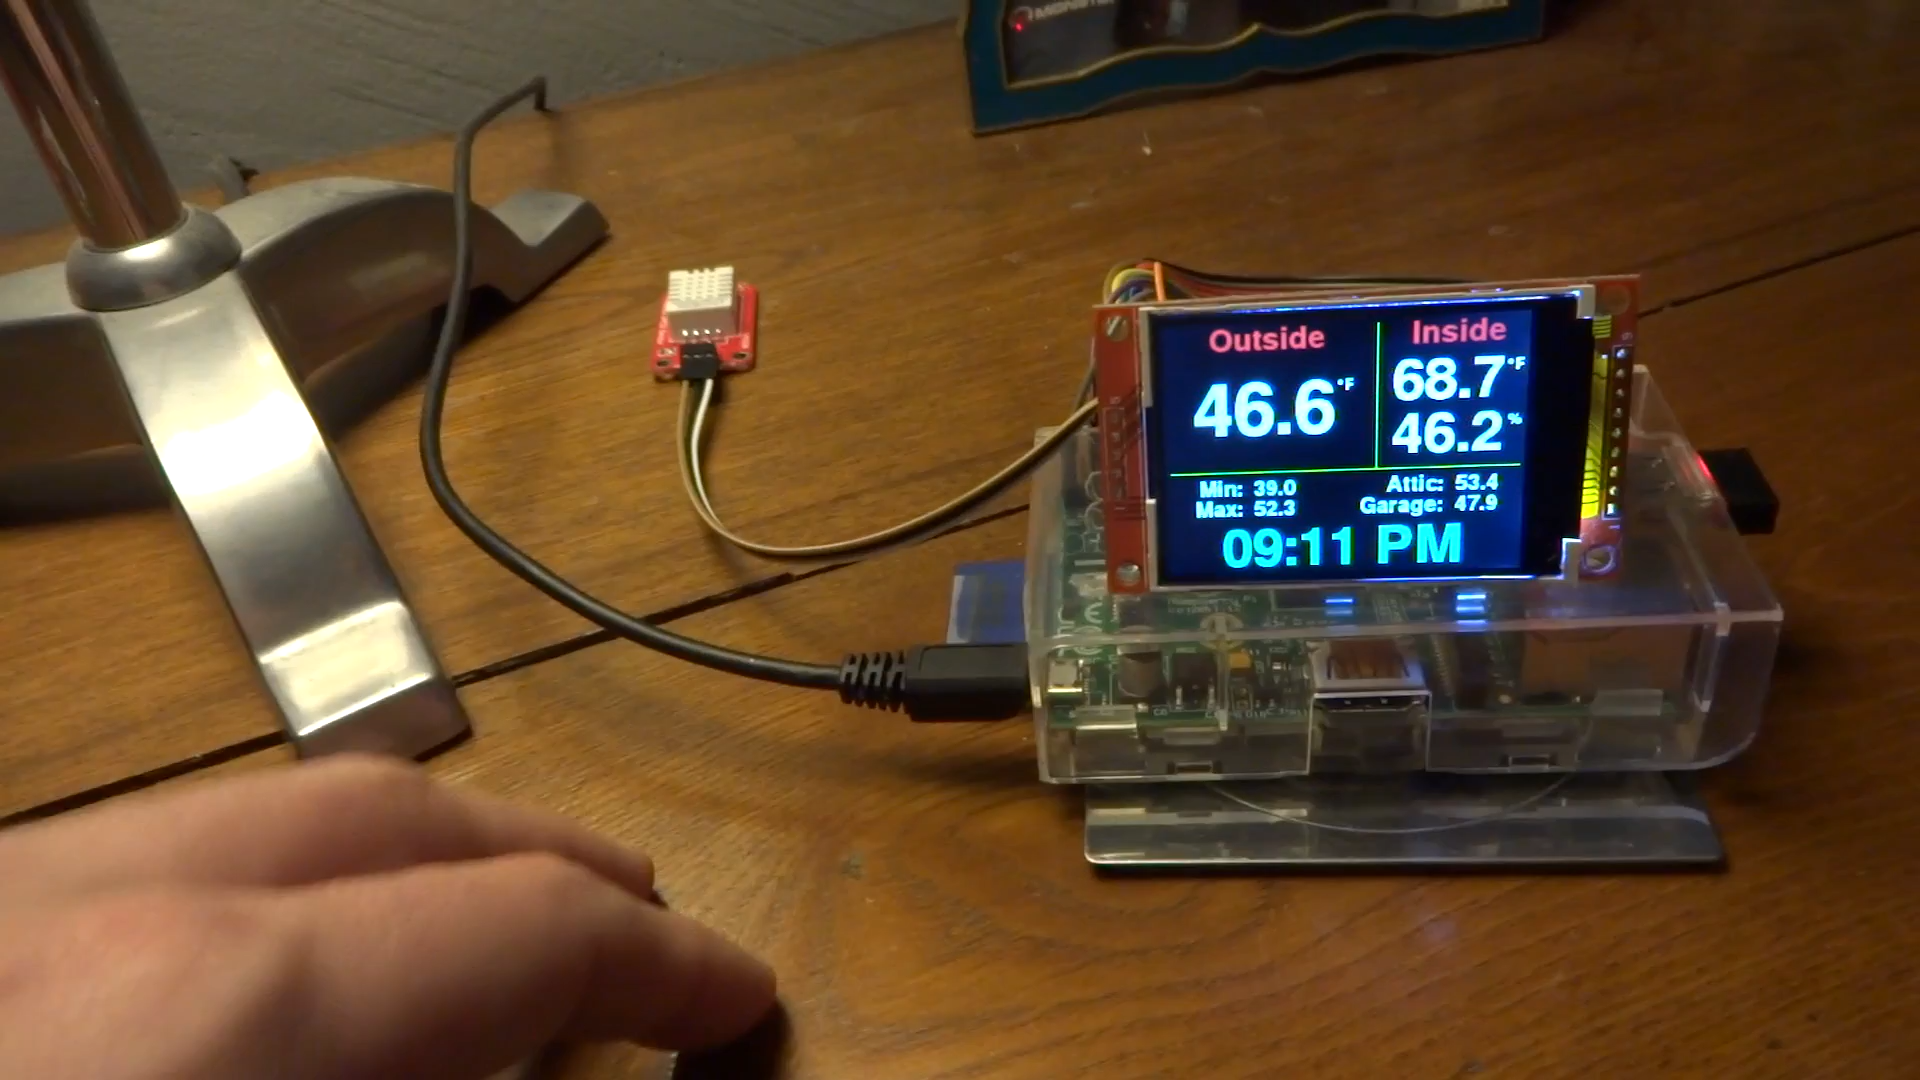 Outside
46.6°F
Inside
68.7°F
46.2%
Min: 39.0
Max: 52.3
Attic: 53.4
Garage: 47.9
09:11 PM